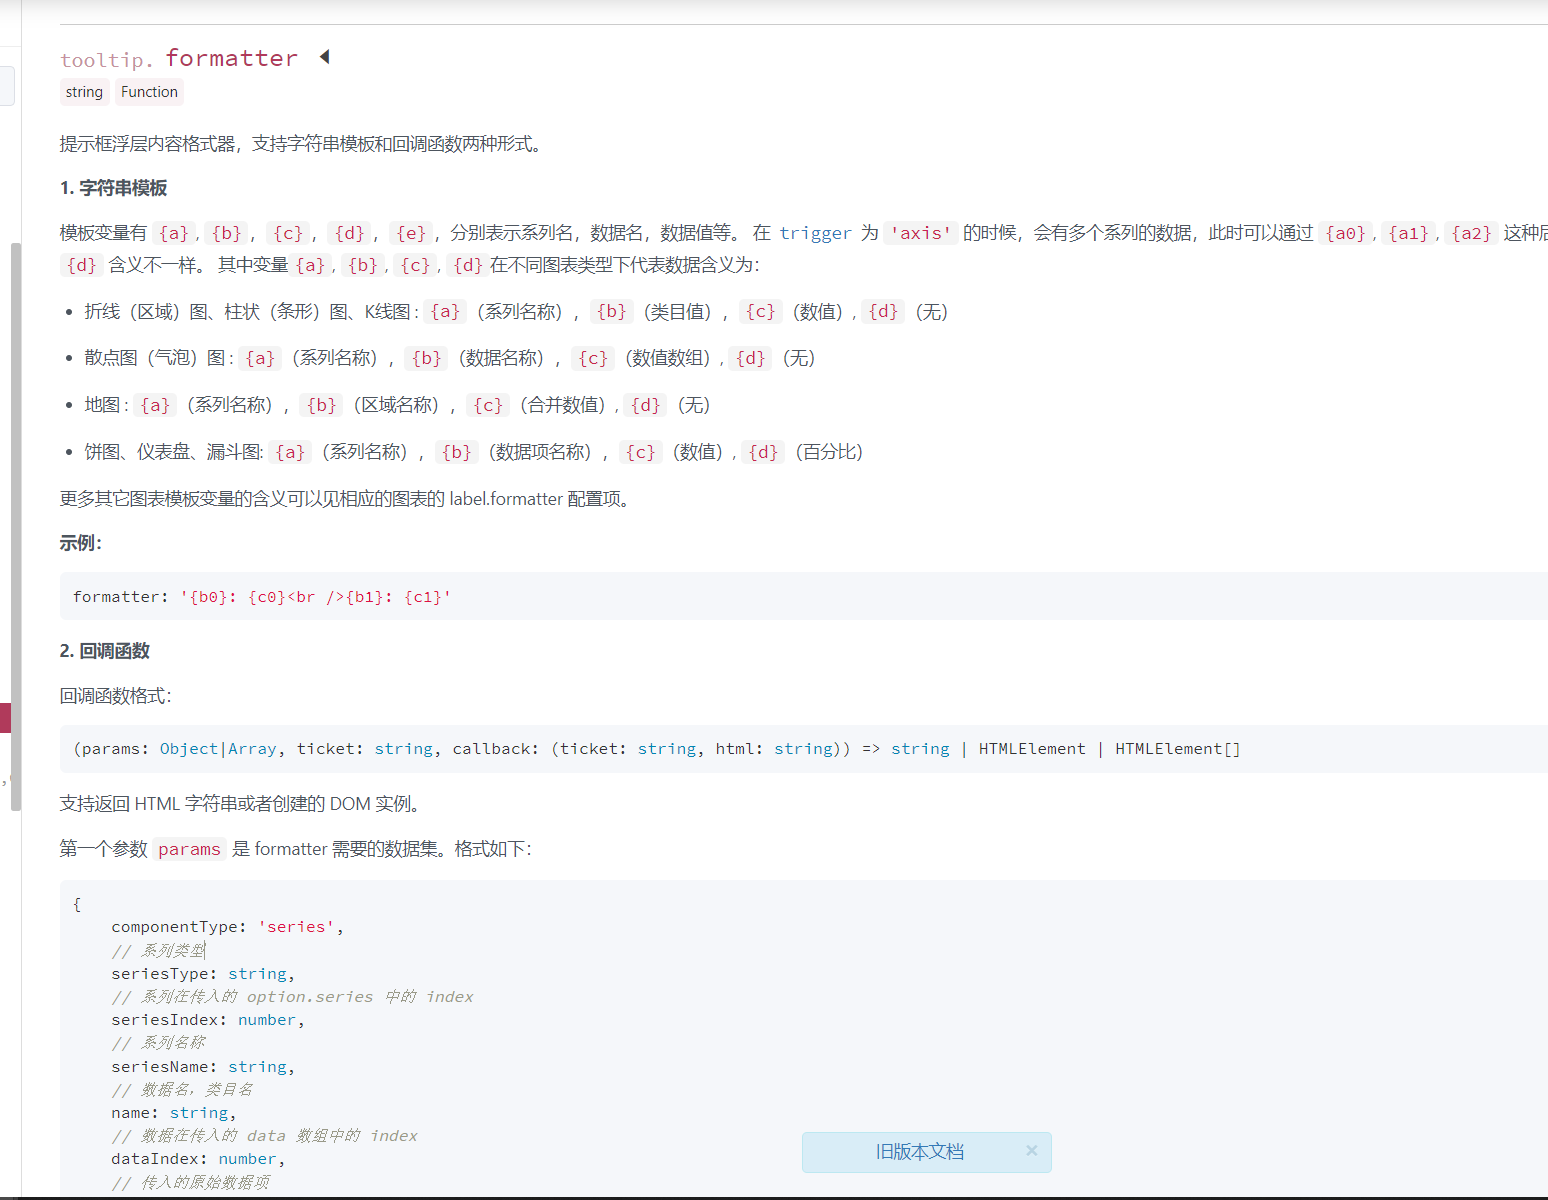 tooltip. formatter
string Function
提示框浮层内容格式器，支持字符串模板和回调函数两种形式。
1. 字符串模板
模板变量有 {a}, {b}，{c}，{d}，{e}，分别表示系列名，数据名，数据值等。 在 trigger 为 'axis' 的时候，会有多个系列的数据，此时可以通过 {a0}, {a1}, {a2} 这种后
{d} 含义不一样。 其中变量 {a}, {b}, {c}, {d} 在不同图表类型下代表数据含义为：
折线（区域）图、柱状（条形）图、K线图 : {a}（系列名称），{b}（类目值），{c}（数值）, {d}（无）
散点图（气泡）图 : {a}（系列名称），{b}（数据名称），{c}（数值数组）, {d}（无）
地图 : {a}（系列名称），{b}（区域名称），{c}（合并数值）, {d}（无）
饼图、仪表盘、漏斗图: {a}（系列名称），{b}（数据项名称），{c}（数值）, {d}（百分比）
更多其它图表模板变量的含义可以见相应的图表的 label.formatter 配置项。
示例：
formatter: '{b0}: {c0}<br />{b1}: {c1}'
2. 回调函数
回调函数格式：
(params: Object|Array, ticket: string, callback: (ticket: string, html: string)) => string | HTMLElement | HTMLElement[]
支持返回 HTML 字符串或者创建的 DOM 实例。
第一个参数 params 是 formatter 需要的数据集。格式如下：
{
componentType: 'series',
// 系列类型
seriesType: string,
// 系列在传入的 option.series 中的 index
seriesIndex: number,
// 系列名称
seriesName: string,
// 数据名，类目名
name: string,
// 数据在传入的 data 数组中的 index
dataIndex: number,
// 传入的原始数据项
旧版本文档 ×